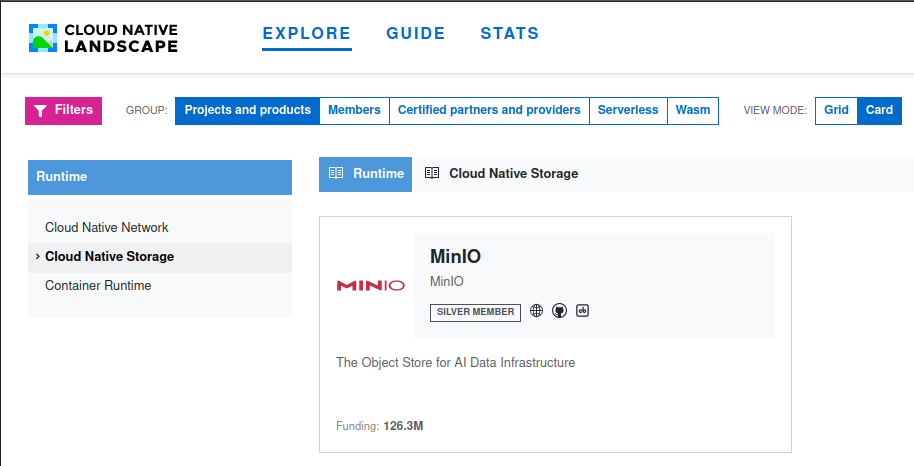 CLOUD NATIVE
LANDSCAPE
EXPLORE GUIDE STATS
Filters GROUP: Projects and products Members Certified partners and providers Serverless Wasm VIEW MODE: Grid Card
Runtime
Cloud Native Network
› Cloud Native Storage
Container Runtime
Runtime Cloud Native Storage
MINIO
MinIO
MinIO
SILVER MEMBER cb
The Object Store for AI Data Infrastructure
Funding: 126.3M